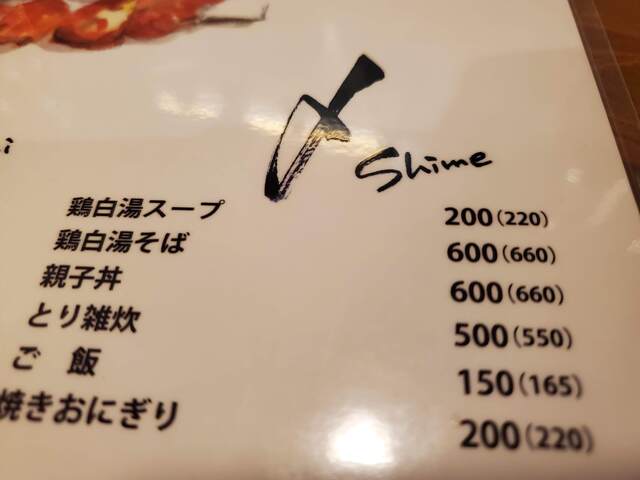 〆 Shime
鶏白湯スープ 200(220)
鶏白湯そば 600(660)
親子丼 600(660)
とり雑炊 500(550)
ご 飯 150(165)
焼きおにぎり 200(220)